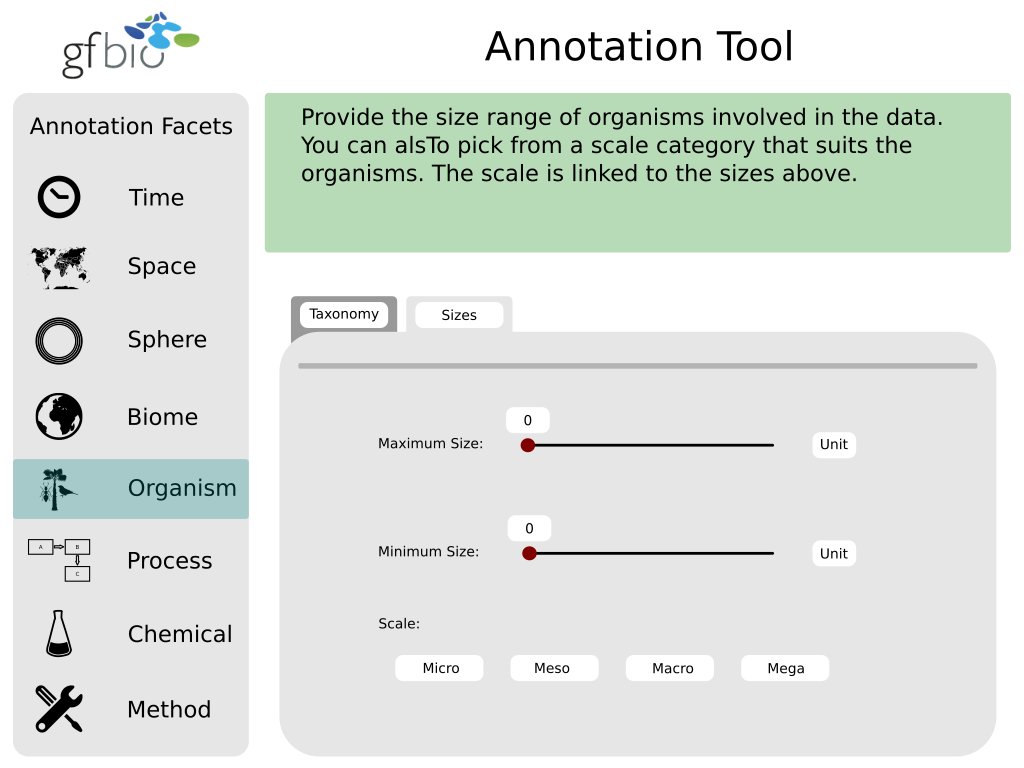 gfbio
Annotation Tool
Annotation Facets
Time
Space
Sphere
Biome
Organism
A
B
C
Process
Chemical
Method
Provide the size range of organisms involved in the data.
You can alsTo pick from a scale category that suits the
organisms. The scale is linked to the sizes above.
Taxonomy
Sizes
0
Maximum Size:
Unit
0
Minimum Size:
Unit
Scale:
Micro
Meso
Macro
Mega